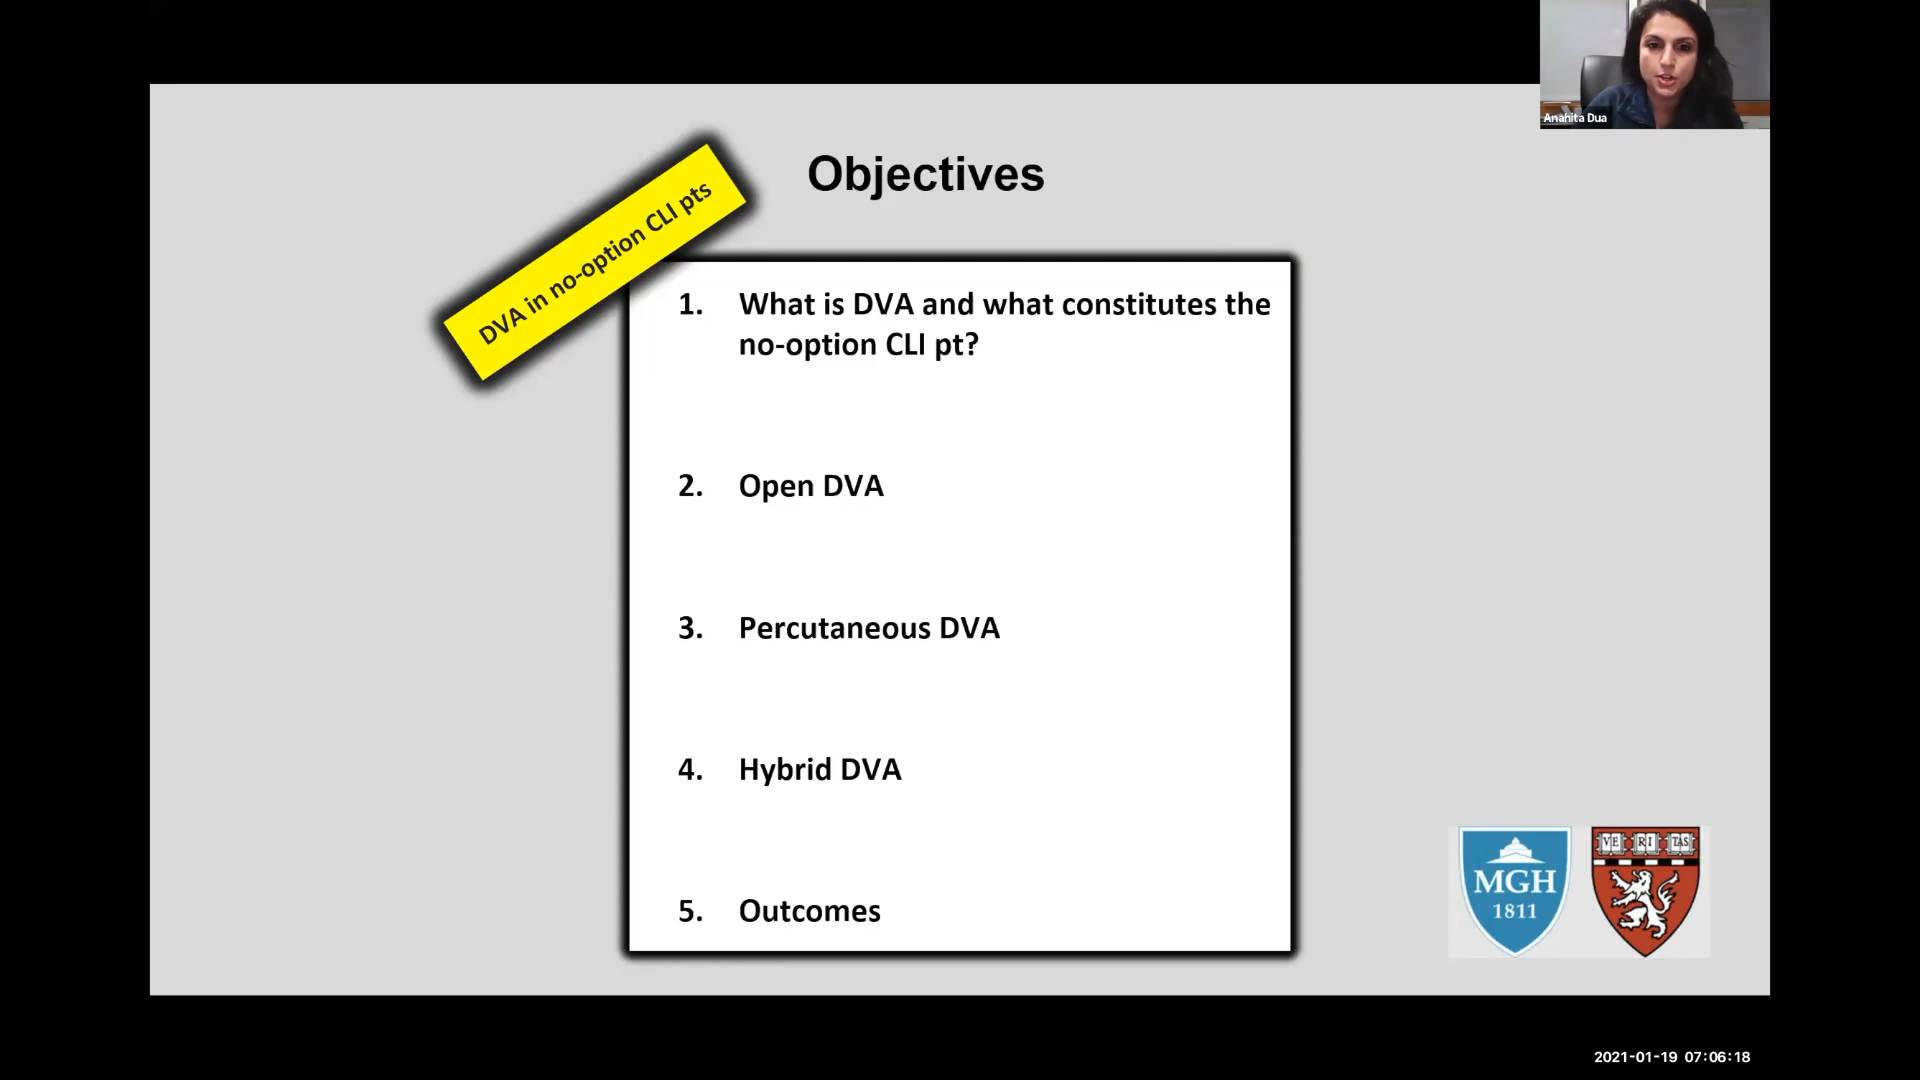 Anahita Dua
Objectives
DVA in no-option CLI pts
1. What is DVA and what constitutes the
no-option CLI pt?
2. Open DVA
3. Percutaneous DVA
4. Hybrid DVA
5. Outcomes
VE RI TAS
MGH
1811
2021-01-19 07:06:18